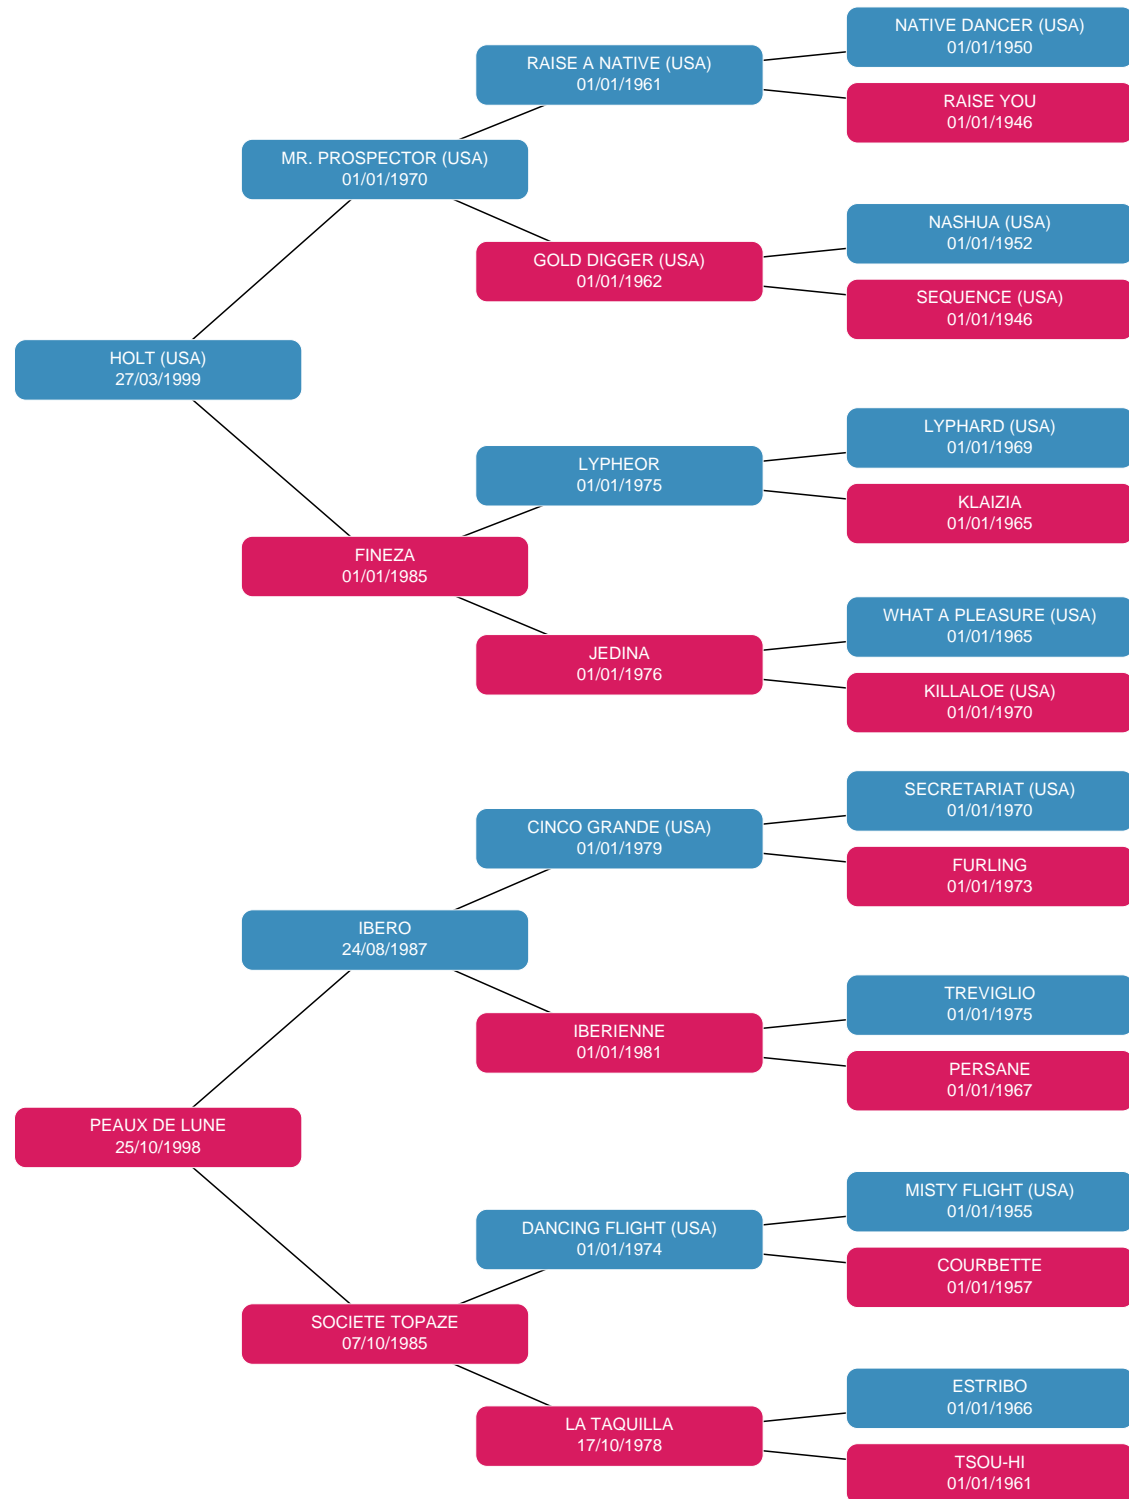 NATIVE DANCER (USA)
01/01/1950
RAISE A NATIVE (USA)
01/01/1961
RAISE YOU
01/01/1946
MR. PROSPECTOR (USA)
01/01/1970
NASHUA (USA)
01/01/1952
GOLD DIGGER (USA)
01/01/1962
SEQUENCE (USA)
01/01/1946
HOLT (USA)
27/03/1999
LYPHARD (USA)
01/01/1969
LYPHEOR
01/01/1975
KLAIZIA
01/01/1965
FINEZA
01/01/1985
WHAT A PLEASURE (USA)
01/01/1965
JEDINA
01/01/1976
KILLALOE (USA)
01/01/1970
SECRETARIAT (USA)
01/01/1970
CINCO GRANDE (USA)
01/01/1979
FURLING
01/01/1973
IBERO
24/08/1987
TREVIGLIO
01/01/1975
IBERIENNE
01/01/1981
PERSANE
01/01/1967
PEAUX DE LUNE
25/10/1998
MISTY FLIGHT (USA)
01/01/1955
DANCING FLIGHT (USA)
01/01/1974
COURBETTE
01/01/1957
SOCIETE TOPAZE
07/10/1985
ESTRIBO
01/01/1966
LA TAQUILLA
17/10/1978
TSOU-HI
01/01/1961